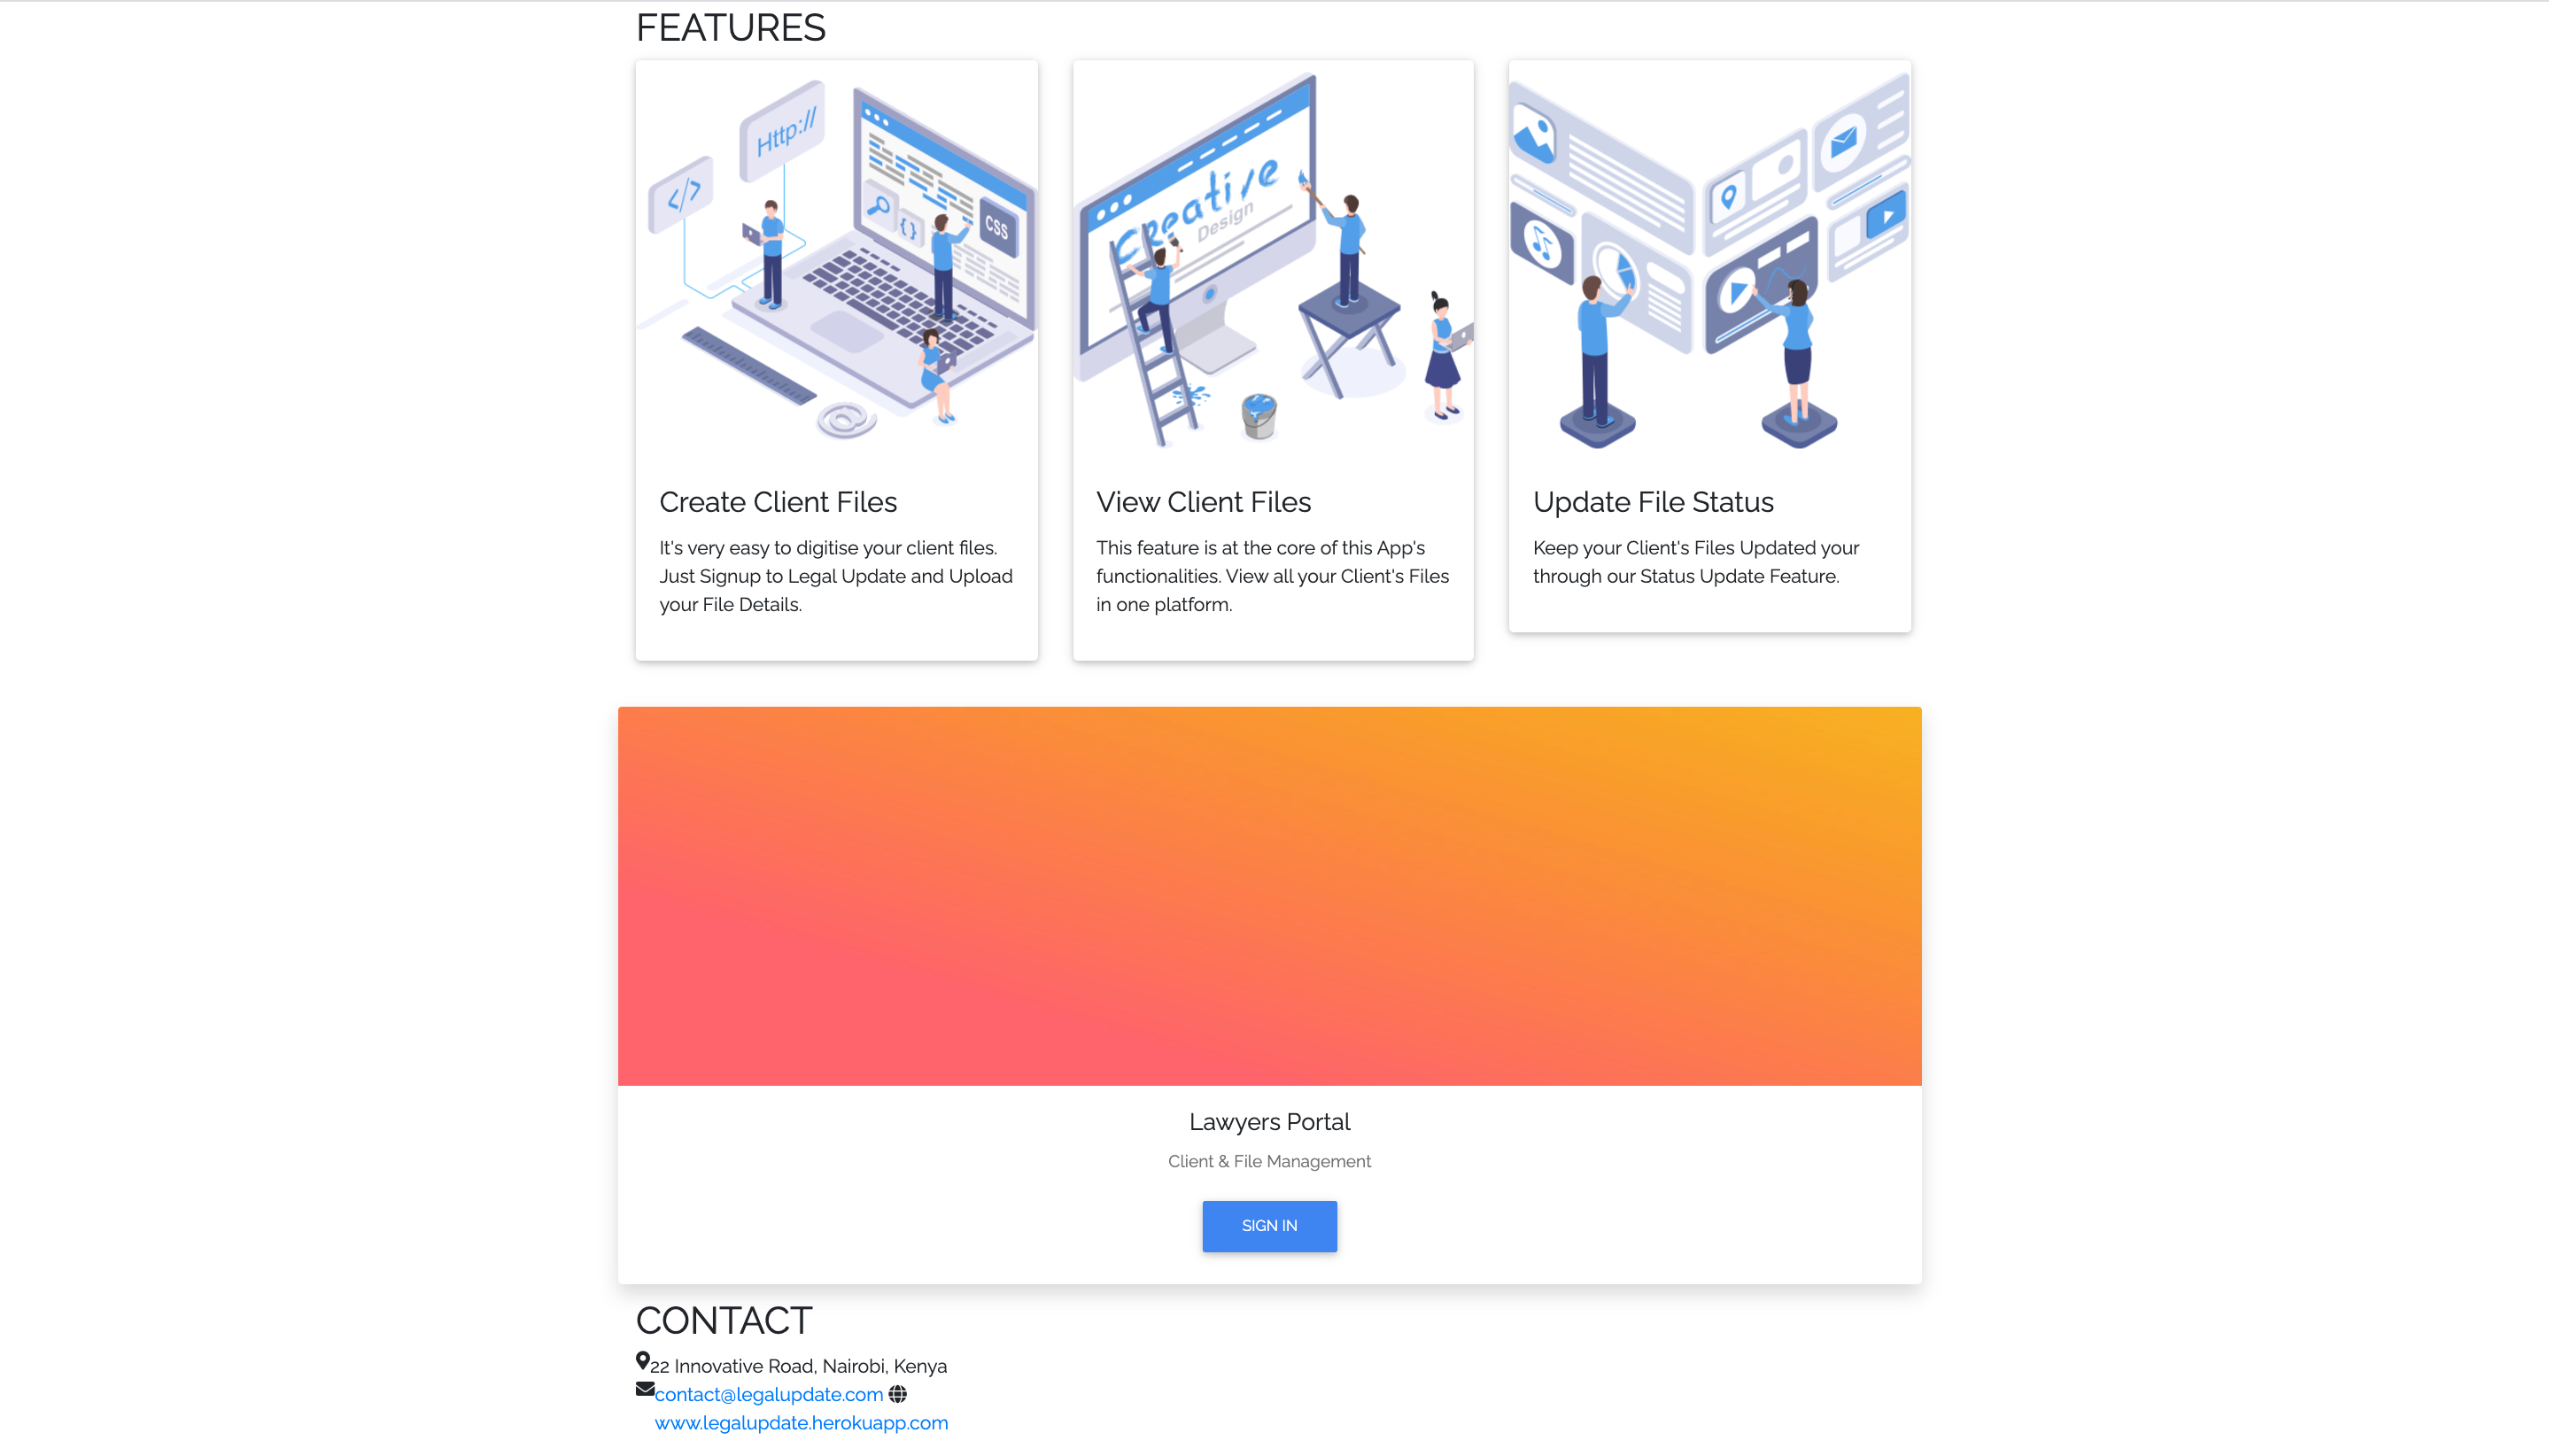 FEATURES
</>
Http://
CSS
{}
Creative
Design
Create Client Files
It's very easy to digitise your client files.
Just Signup to Legal Update and Upload
your File Details.
View Client Files
This feature is at the core of this App's
functionalities. View all your Client's Files
in one platform.
Update File Status
Keep your Client's Files Updated your
through our Status Update Feature.
Lawyers Portal
Client & File Management
SIGN IN
CONTACT
22 Innovative Road, Nairobi, Kenya
contact@legalupdate.com
www.legalupdate.herokuapp.com